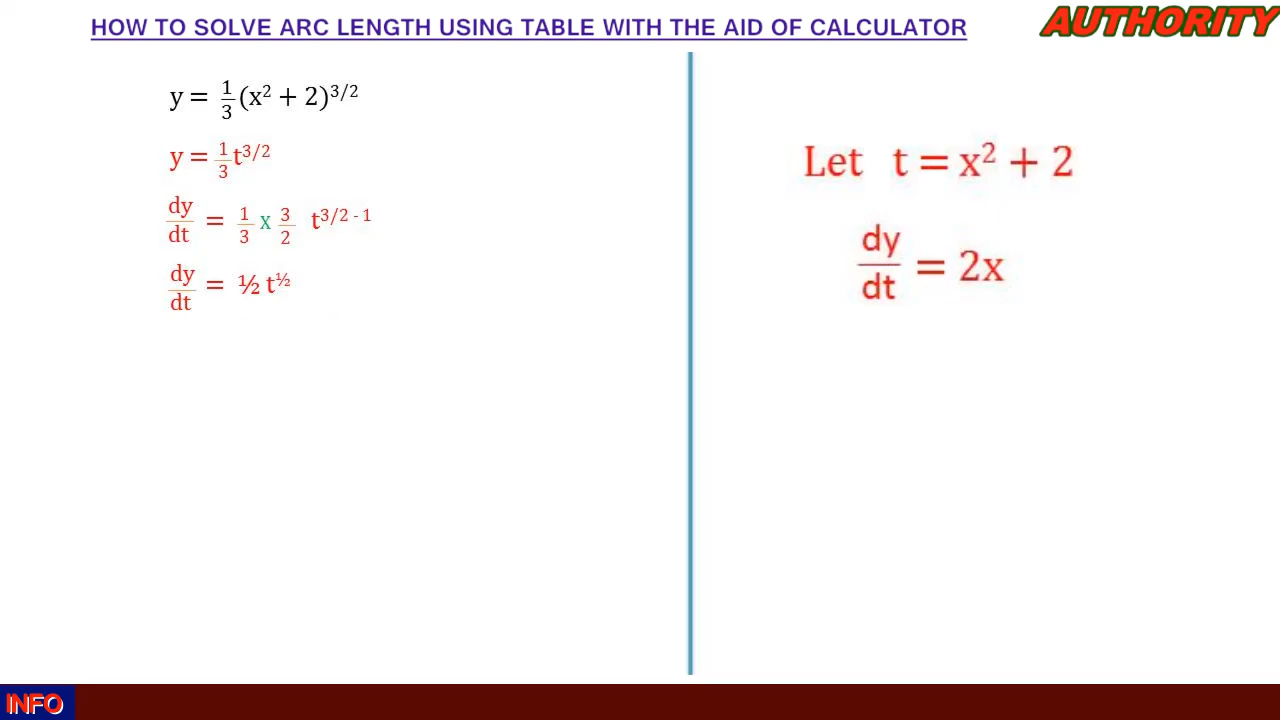 HOW TO SOLVE ARC LENGTH USING TABLE WITH THE AID OF CALCULATOR
AUTHORITY
y = 1/3 (x² + 2)^3/2
y = 1/3 t^3/2
dy/dt = 1/3 x 3/2 t^3/2 - 1
dy/dt = ½ t^½
Let t = x² + 2
dy/dt = 2x
INFO